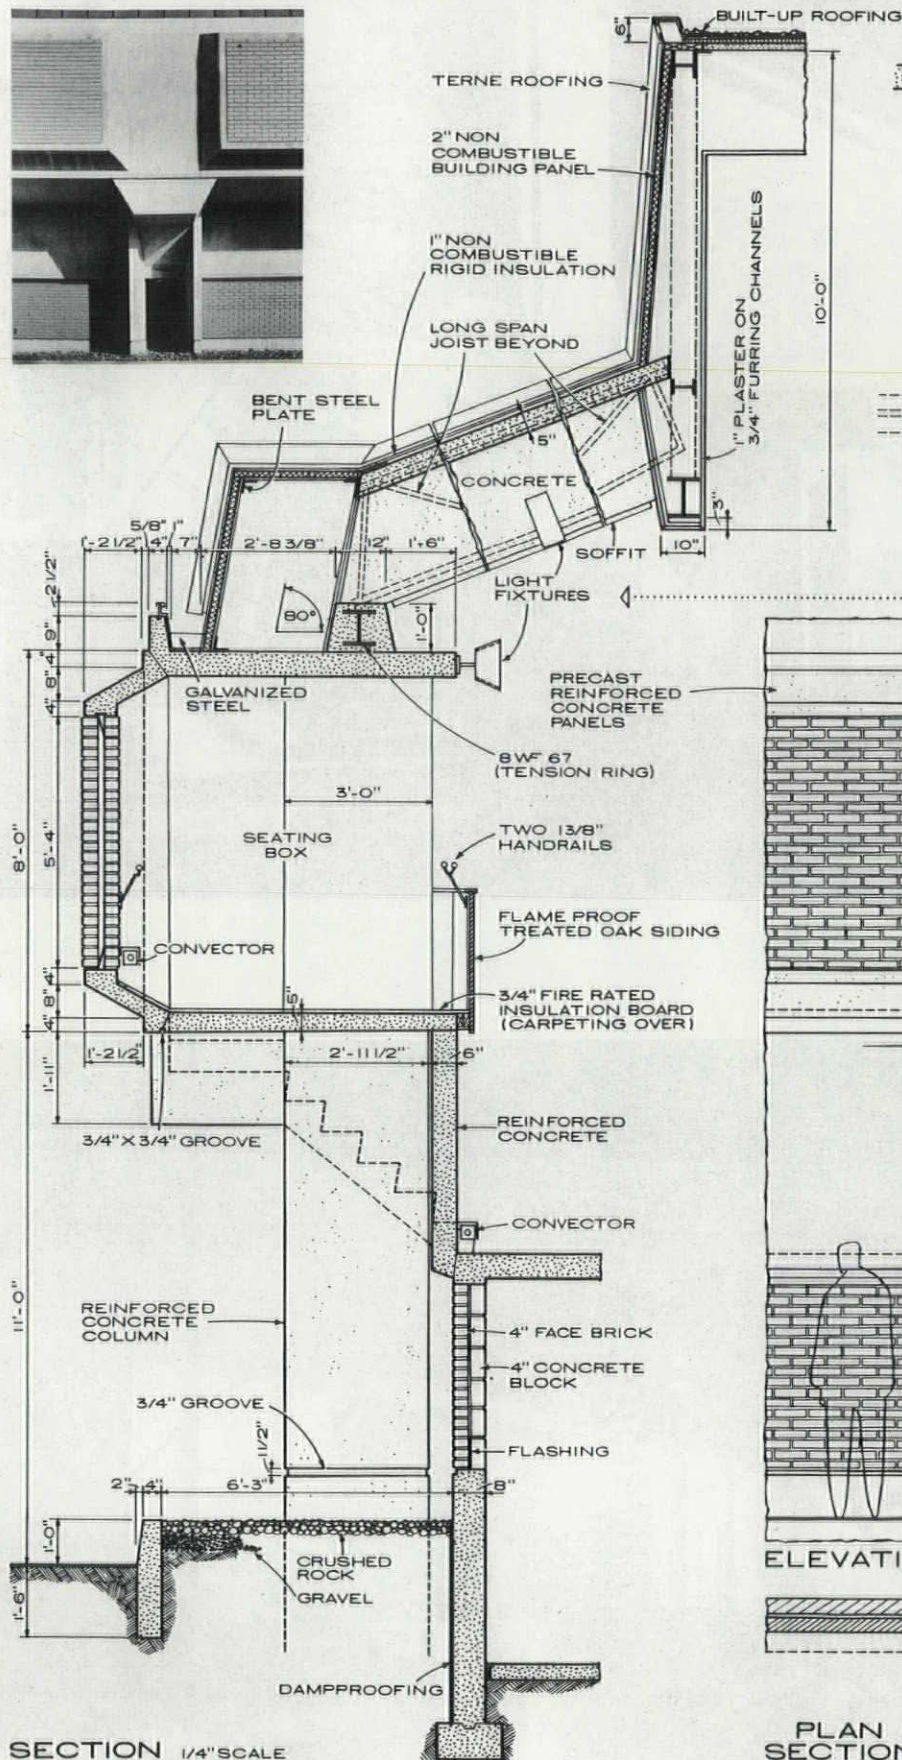 BUILT-UP ROOFING
6"
TERNE ROOFING
2" NON
COMBUSTIBLE
BUILDING PANEL
1" NON
COMBUSTIBLE
RIGID INSULATION
LONG SPAN
JOIST BEYOND
1" PLASTER ON
3/4" FURRING CHANNELS
10'-0"
BENT STEEL
PLATE
5"
CONCRETE
3"
SOFFIT
10"
5/8" 1"
1'-2 1/2" 4" 7" 2'-8 3/8" 12" 1'-6"
LIGHT
FIXTURES
2 1/2"
9"
80°
1'-0"
4"
8"
4"
GALVANIZED
STEEL
PRECAST
REINFORCED
CONCRETE
PANELS
8 WF 67
(TENSION RING)
3'-0"
8'-0"
5'-4"
SEATING
BOX
TWO 1 3/8"
HANDRAILS
FLAME PROOF
TREATED OAK SIDING
CONVECTOR
4"
8"
4"
5"
3/4" FIRE RATED
INSULATION BOARD
(CARPETING OVER)
1'-2 1/2" 2'-11 1/2" 6"
1'-11"
3/4" X 3/4" GROOVE
REINFORCED
CONCRETE
CONVECTOR
11'-0"
REINFORCED
CONCRETE
COLUMN
4" FACE BRICK
4" CONCRETE
BLOCK
3/4" GROOVE
1 1/2"
FLASHING
2" 4" 6'-3" 8"
1'-0"
CRUSHED
ROCK
GRAVEL
1'-6"
ELEVATI
DAMPPROOFING
SECTION 1/4" SCALE
PLAN
SECTION